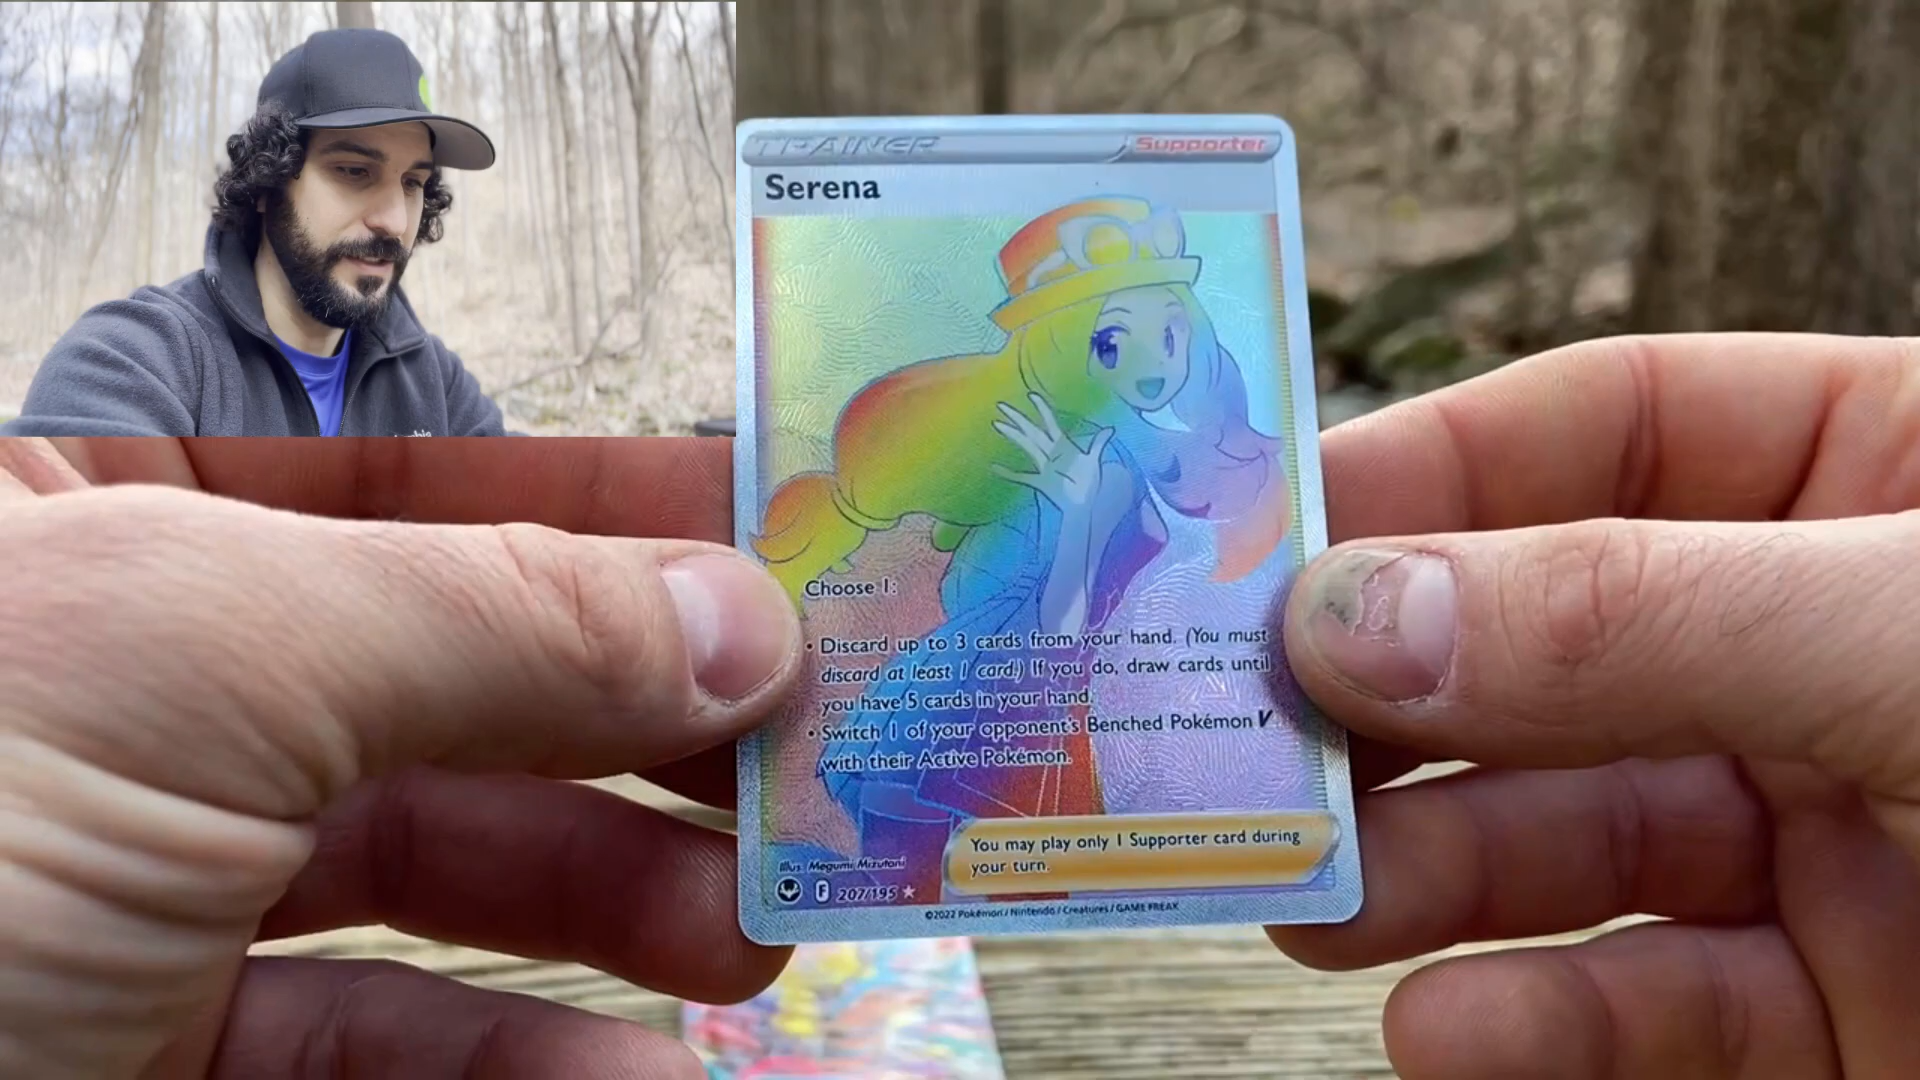 TRAINER
Supporter
Serena
Choose 1:
• Discard up to 3 cards from your hand. (You must
discard at least 1 card.) If you do, draw cards until
you have 5 cards in your hand.
• Switch 1 of your opponent's Benched Pokémon V
with their Active Pokémon.
You may play only 1 Supporter card during
your turn.
Illus. Megumi Mizutani
F 207/195
©2022 Pokémon / Nintendo / Creatures / GAME FREAK